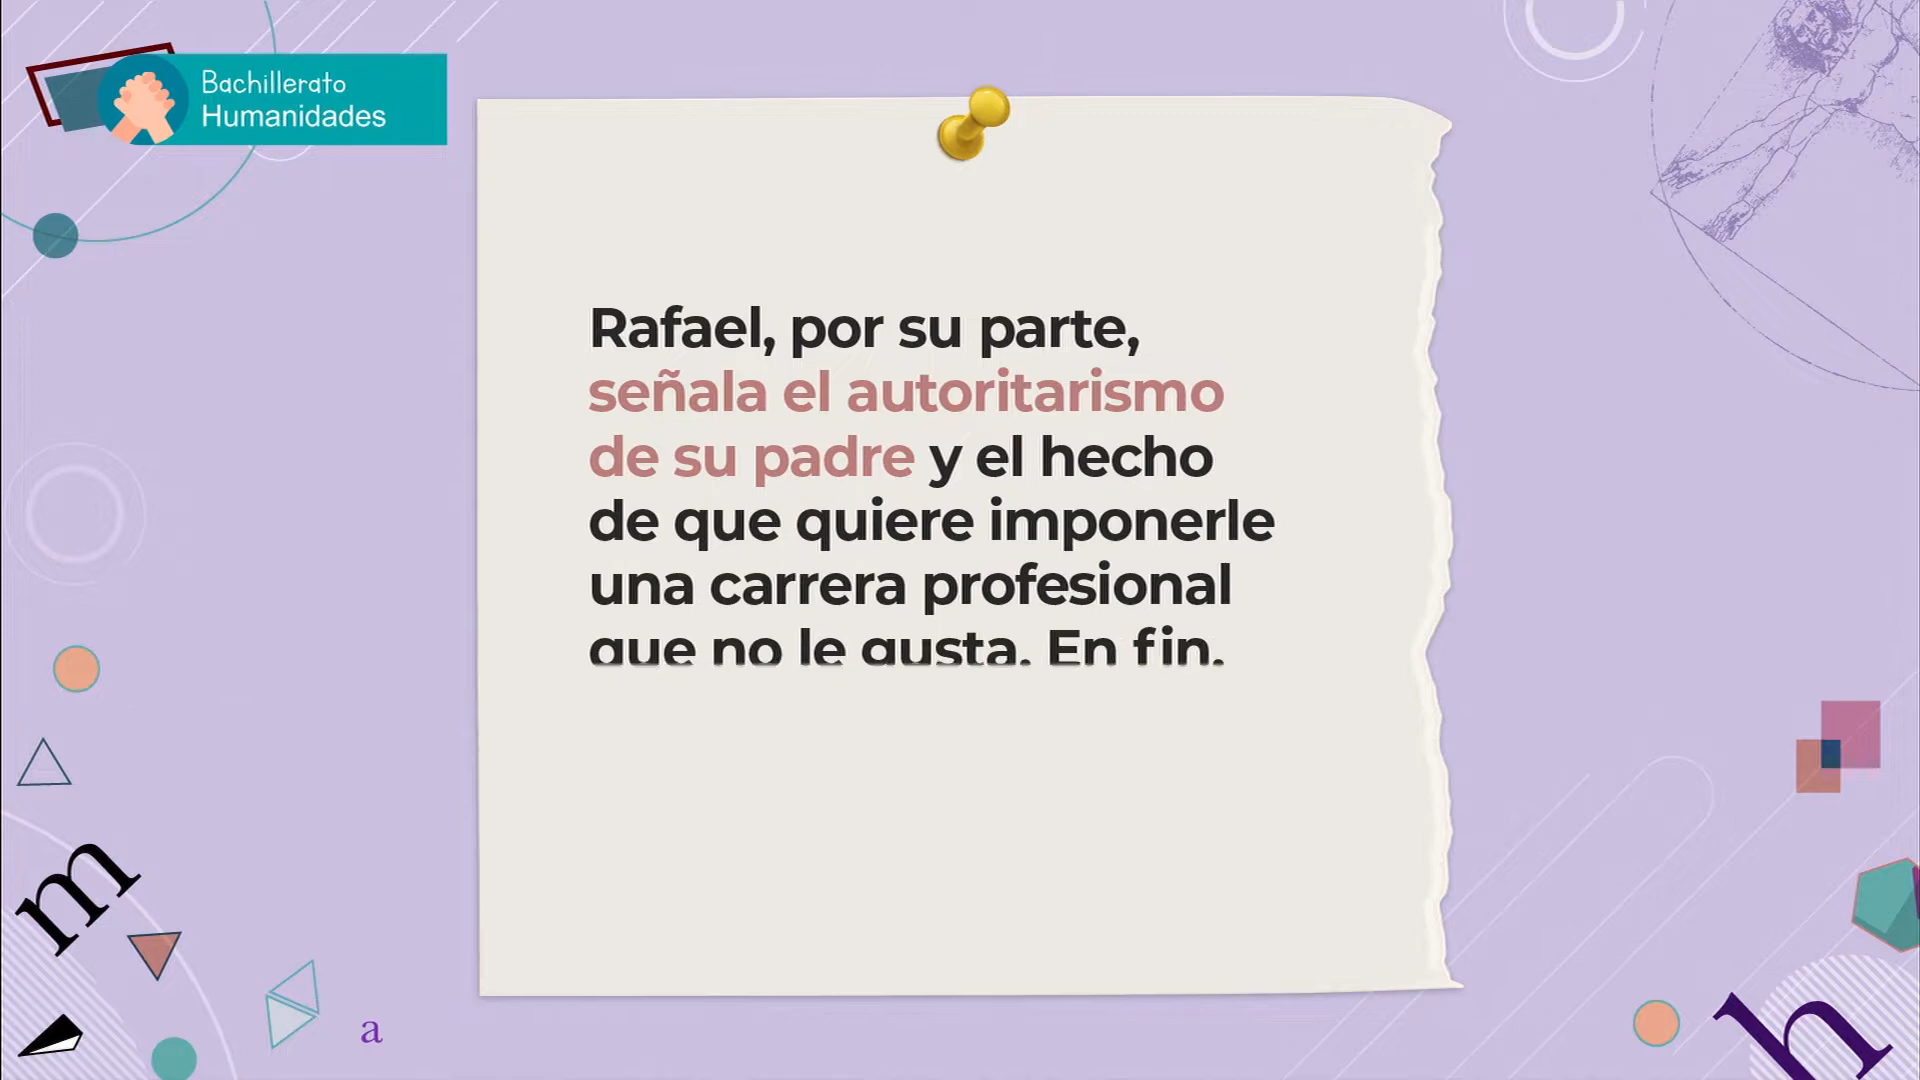 Bachillerato
Humanidades
Rafael, por su parte,
señala el autoritarismo
de su padre y el hecho
de que quiere imponerle
una carrera profesional
que no le gusta. En fin,
m
a
h